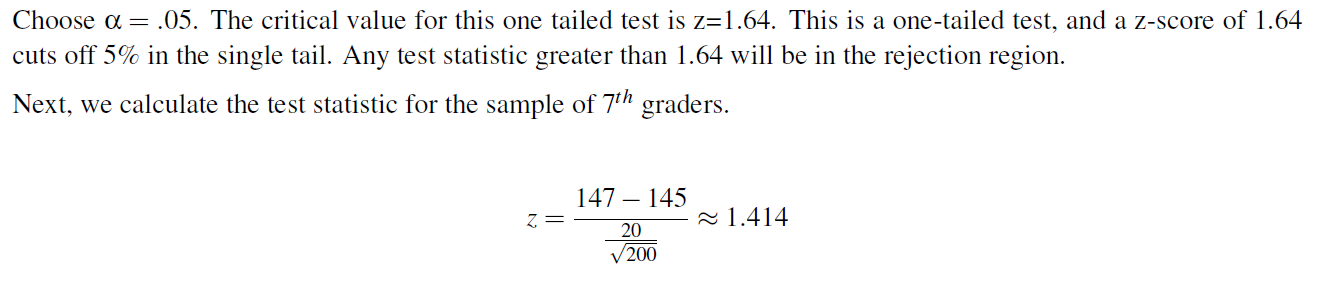 Choose α = .05. The critical value for this one tailed test is z=1.64. This is a one-tailed test, and a z-score of 1.64
cuts off 5% in the single tail. Any test statistic greater than 1.64 will be in the rejection region.
Next, we calculate the test statistic for the sample of 7th graders.
z = (147 – 145) / (20 / √200) ≈ 1.414